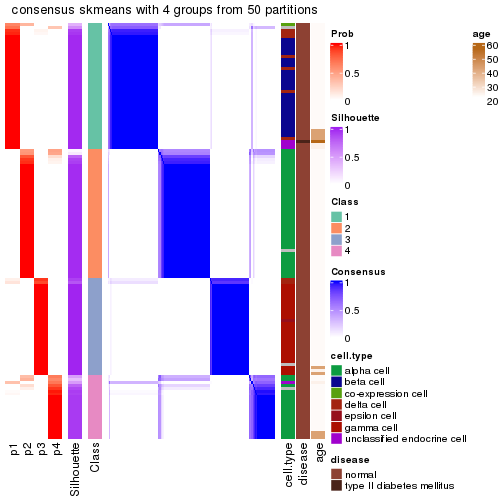 consensus skmeans with 4 groups from 50 partitions
Prob
1
0.5
0
age
60
50
40
30
20
Silhouette
1
0.5
0
Class
1
2
3
4
Consensus
1
0.5
0
cell.type
alpha cell
beta cell
co-expression cell
delta cell
epsilon cell
gamma cell
unclassified endocrine cell
disease
normal
type II diabetes mellitus
p1
p2
p3
p4
Silhouette
Class
cell.type
disease
age